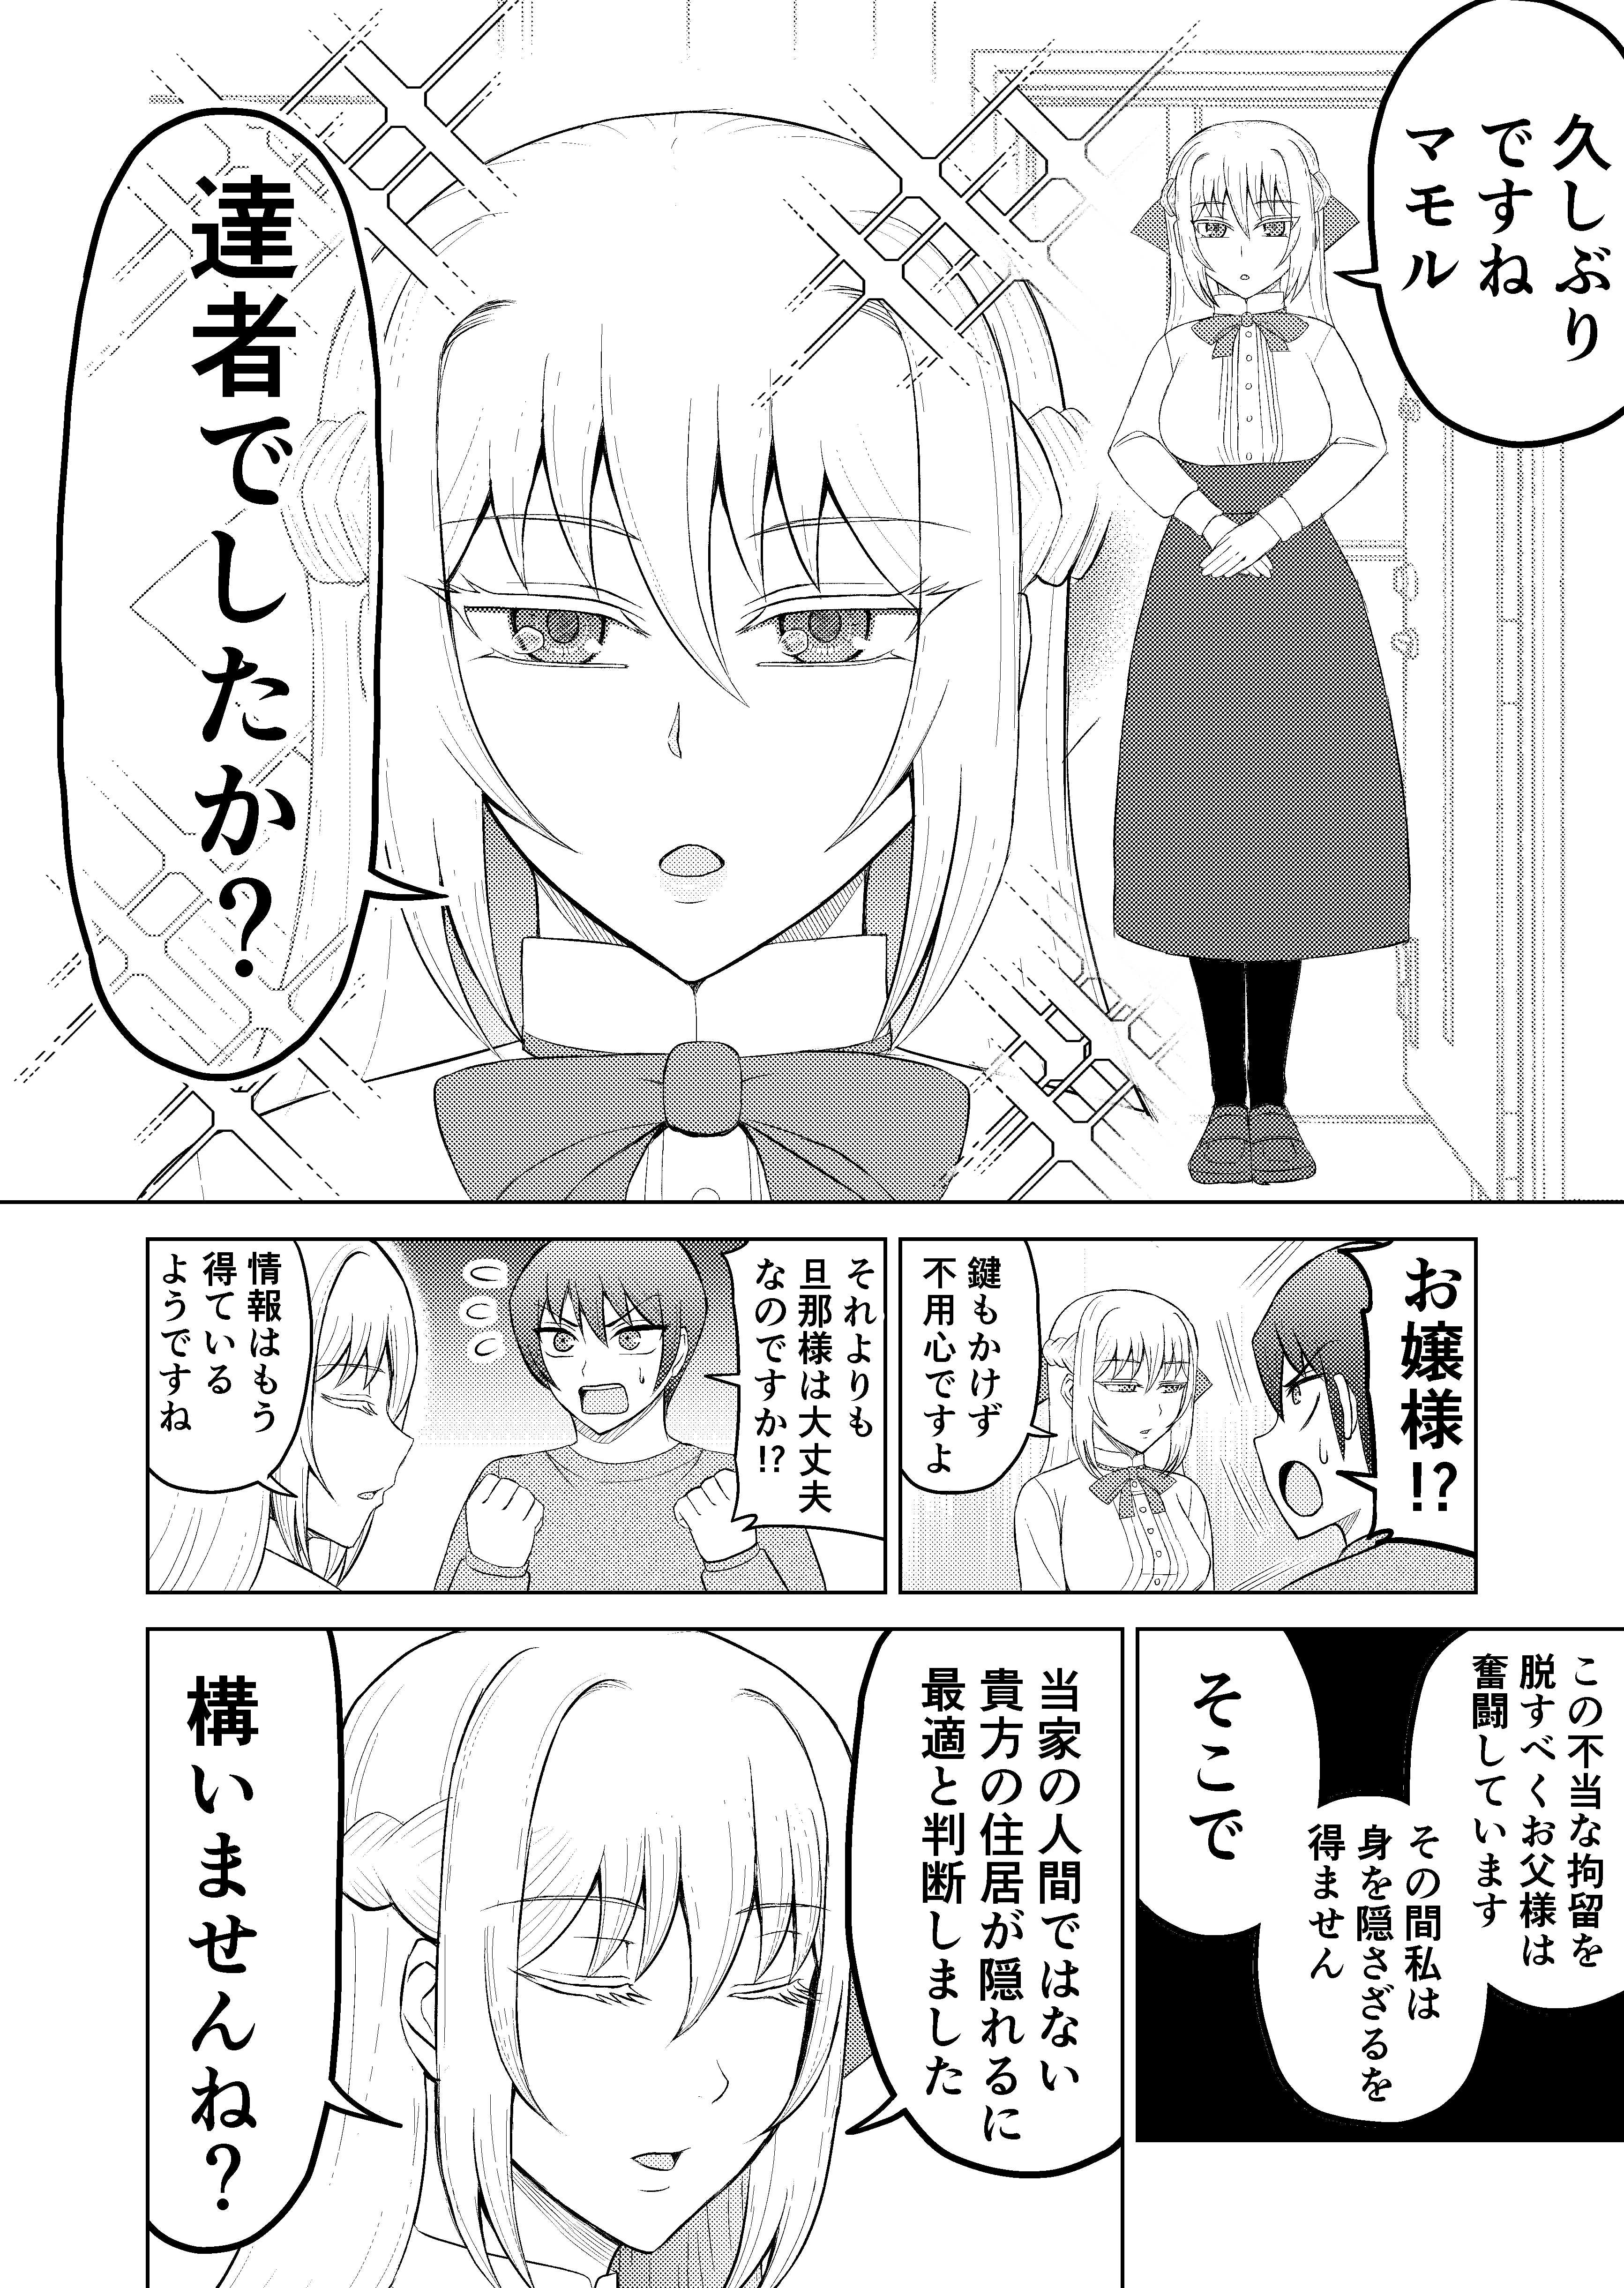 久しぶり
ですね
マモル
達者でしたか?
お嬢様!?
鍵もかけず
不用心ですよ
それよりも
旦那様は大丈夫
なのですか!?
情報はもう
得ている
ようですね
この不当な拘留を
脱すべくお父様は
奮闘しています
その間私は
身を隠さざるを
得ません
そこで
当家の人間ではない
貴方の住居が隠れるに
最適と判断しました
構いませんね?